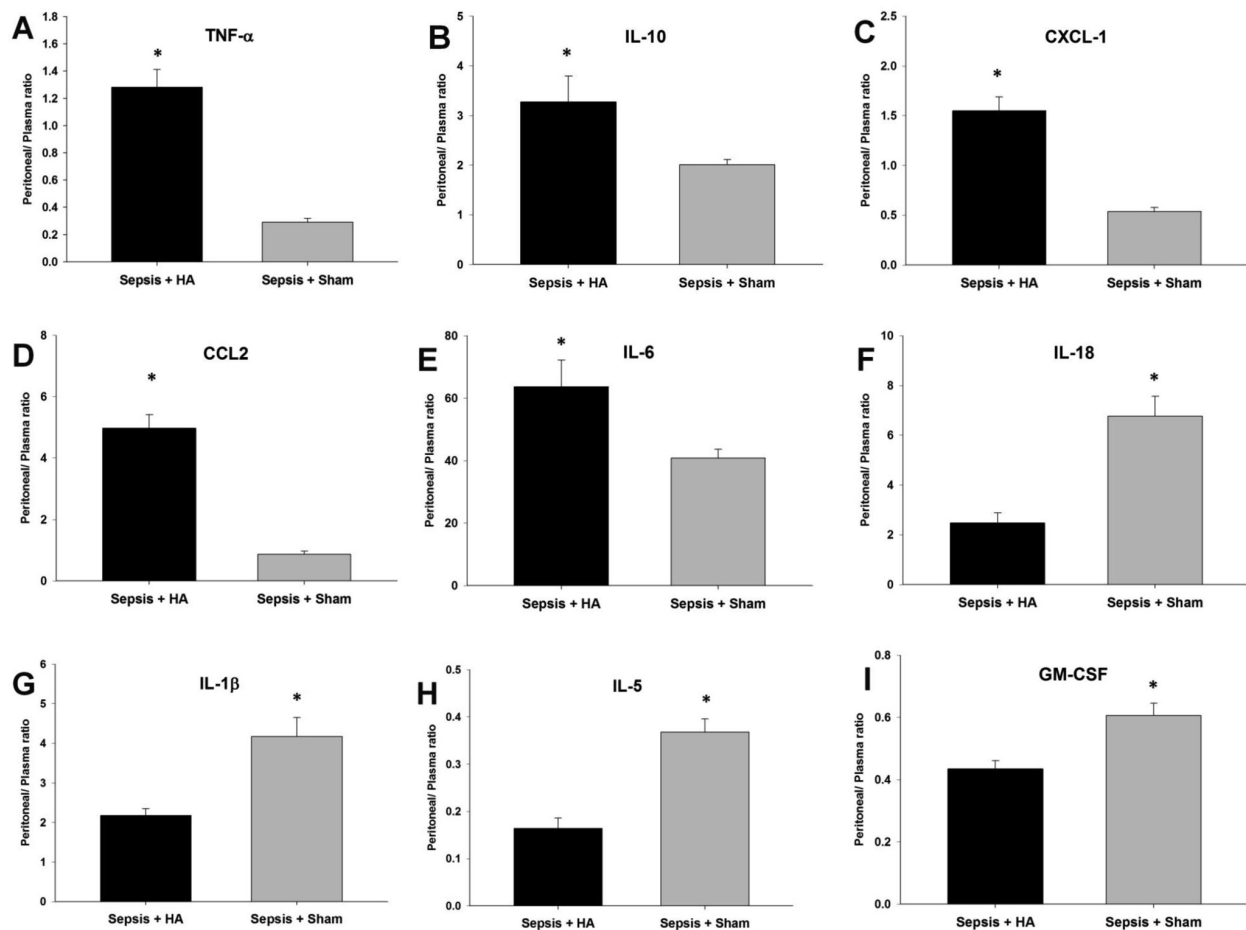 A
TNF-α
*
Peritoneal/ Plasma ratio
1.8
1.6
1.4
1.2
1.0
0.8
0.6
0.4
0.2
0.0
Sepsis + HA
Sepsis + Sham
B
IL-10
*
Peritoneal/ Plasma ratio
5
4
3
2
1
0
Sepsis + HA
Sepsis + Sham
C
CXCL-1
*
Peritoneal/ Plasma ratio
2.5
2.0
1.5
1.0
0.5
0.0
Sepsis + HA
Sepsis + Sham
D
CCL2
*
Peritoneal/ Plasma ratio
8
6
4
2
0
Sepsis + HA
Sepsis + Sham
E
IL-6
*
Peritoneal/ Plasma ratio
80
60
40
20
0
Sepsis + HA
Sepsis + Sham
F
IL-18
*
Peritoneal/ Plasma ratio
10
8
6
4
2
0
Sepsis + HA
Sepsis + Sham
G
IL-1β
*
Peritoneal/ Plasma ratio
6
5
4
3
2
1
0
Sepsis + HA
Sepsis + Sham
H
IL-5
*
Peritoneal/ Plasma ratio
0.5
0.4
0.3
0.2
0.1
0.0
Sepsis + HA
Sepsis + Sham
I
GM-CSF
*
Peritoneal/ Plasma ratio
0.8
0.6
0.4
0.2
0.0
Sepsis + HA
Sepsis + Sham